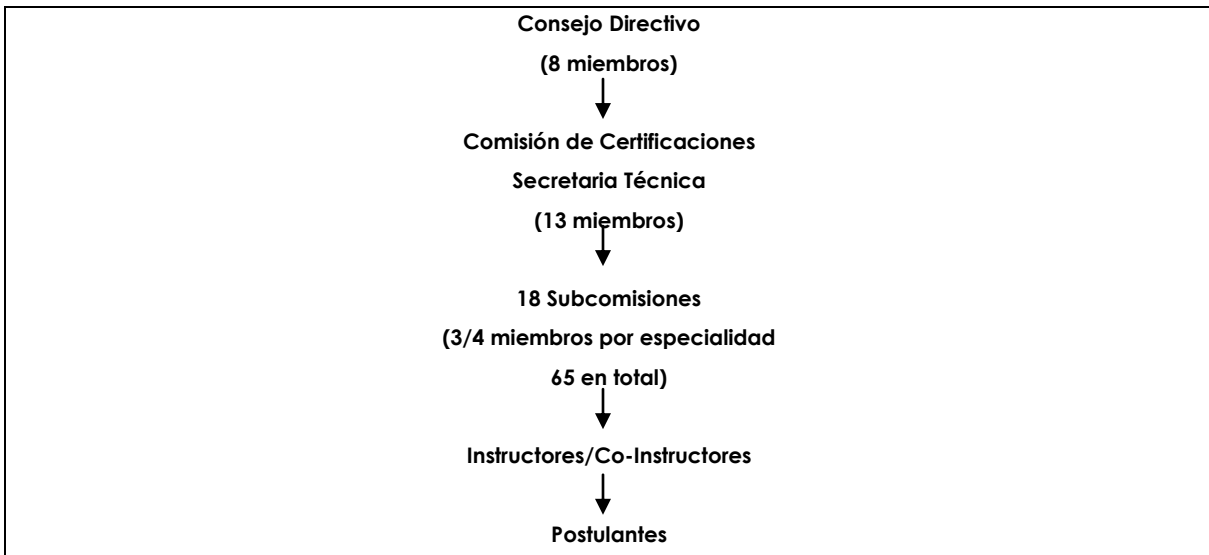 Consejo Directivo
(8 miembros)
Comisión de Certificaciones
Secretaria Técnica
(13 miembros)
18 Subcomisiones
(3/4 miembros por especialidad
65 en total)
Instructores/Co-Instructores
Postulantes